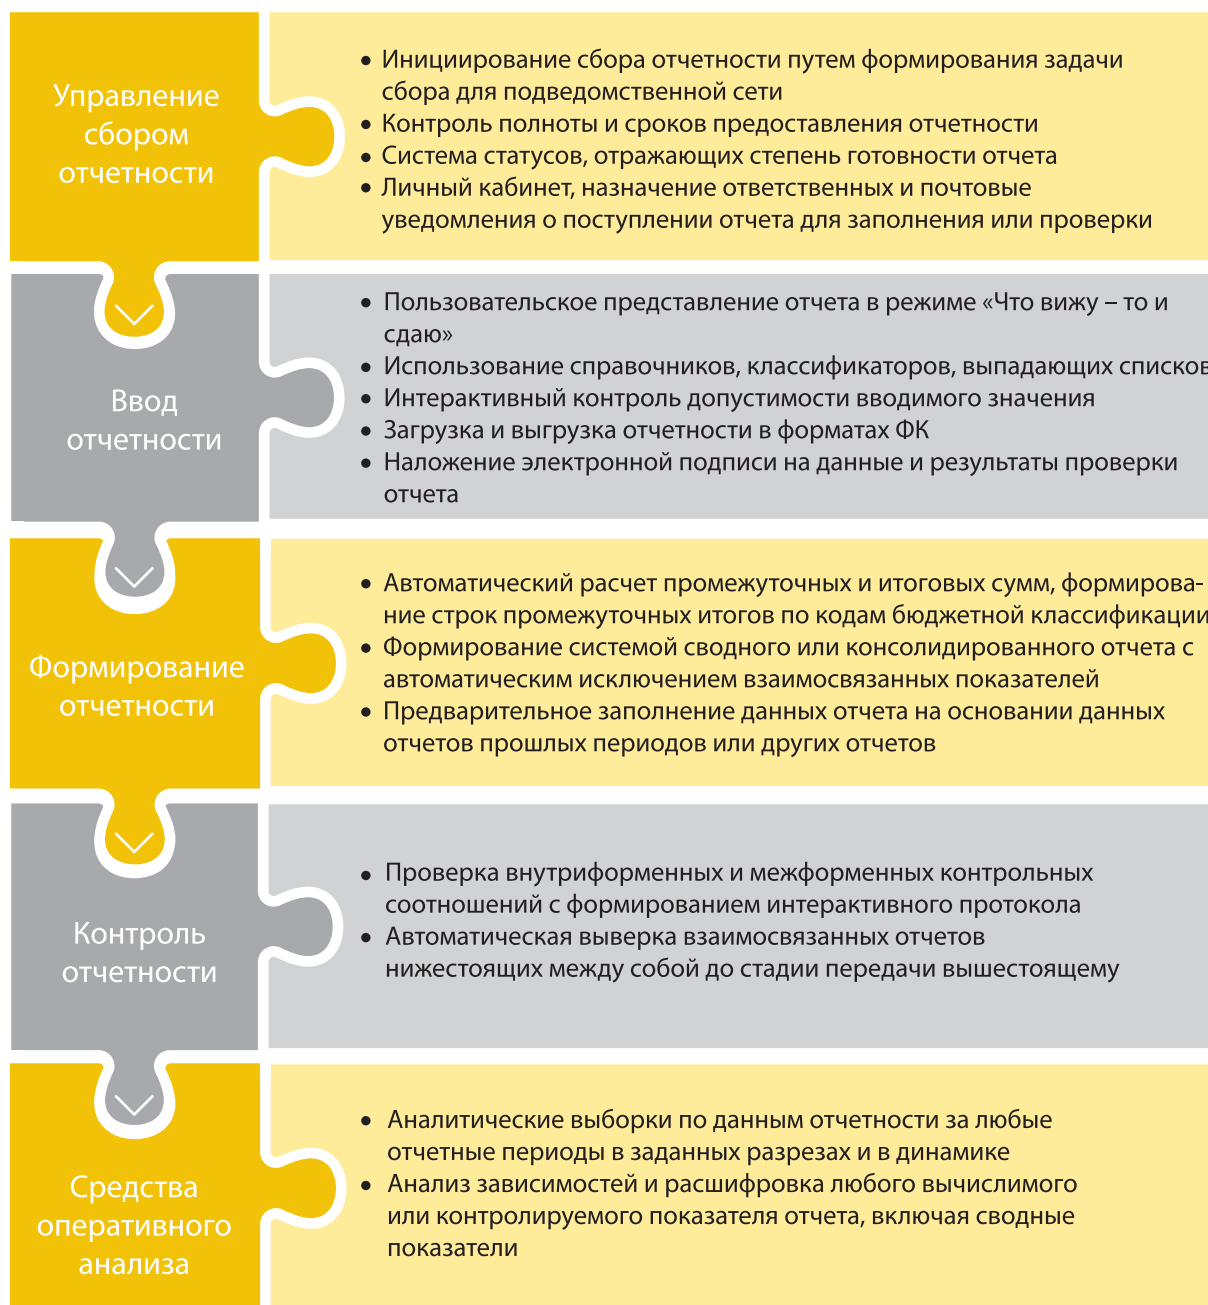 Управление
сбором
отчетности
• Инициирование сбора отчетности путем формирования задачи
сбора для подведомственной сети
• Контроль полноты и сроков предоставления отчетности
• Система статусов, отражающих степень готовности отчета
• Личный кабинет, назначение ответственных и почтовые
уведомления о поступлении отчета для заполнения или проверки
Ввод
отчетности
• Пользовательское представление отчета в режиме «Что вижу – то и
сдаю»
• Использование справочников, классификаторов, выпадающих списков
• Интерактивный контроль допустимости вводимого значения
• Загрузка и выгрузка отчетности в форматах ФК
• Наложение электронной подписи на данные и результаты проверки
отчета
Формирование
отчетности
• Автоматический расчет промежуточных и итоговых сумм, формирова-
ние строк промежуточных итогов по кодам бюджетной классификации
• Формирование системой сводного или консолидированного отчета с
автоматическим исключением взаимосвязанных показателей
• Предварительное заполнение данных отчета на основании данных
отчетов прошлых периодов или других отчетов
Контроль
отчетности
• Проверка внутриформенных и межформенных контрольных
соотношений с формированием интерактивного протокола
• Автоматическая выверка взаимосвязанных отчетов
нижестоящих между собой до стадии передачи вышестоящему
Средства
оперативного
анализа
• Аналитические выборки по данным отчетности за любые
отчетные периоды в заданных разрезах и в динамике
• Анализ зависимостей и расшифровка любого вычислимого
или контролируемого показателя отчета, включая сводные
показатели